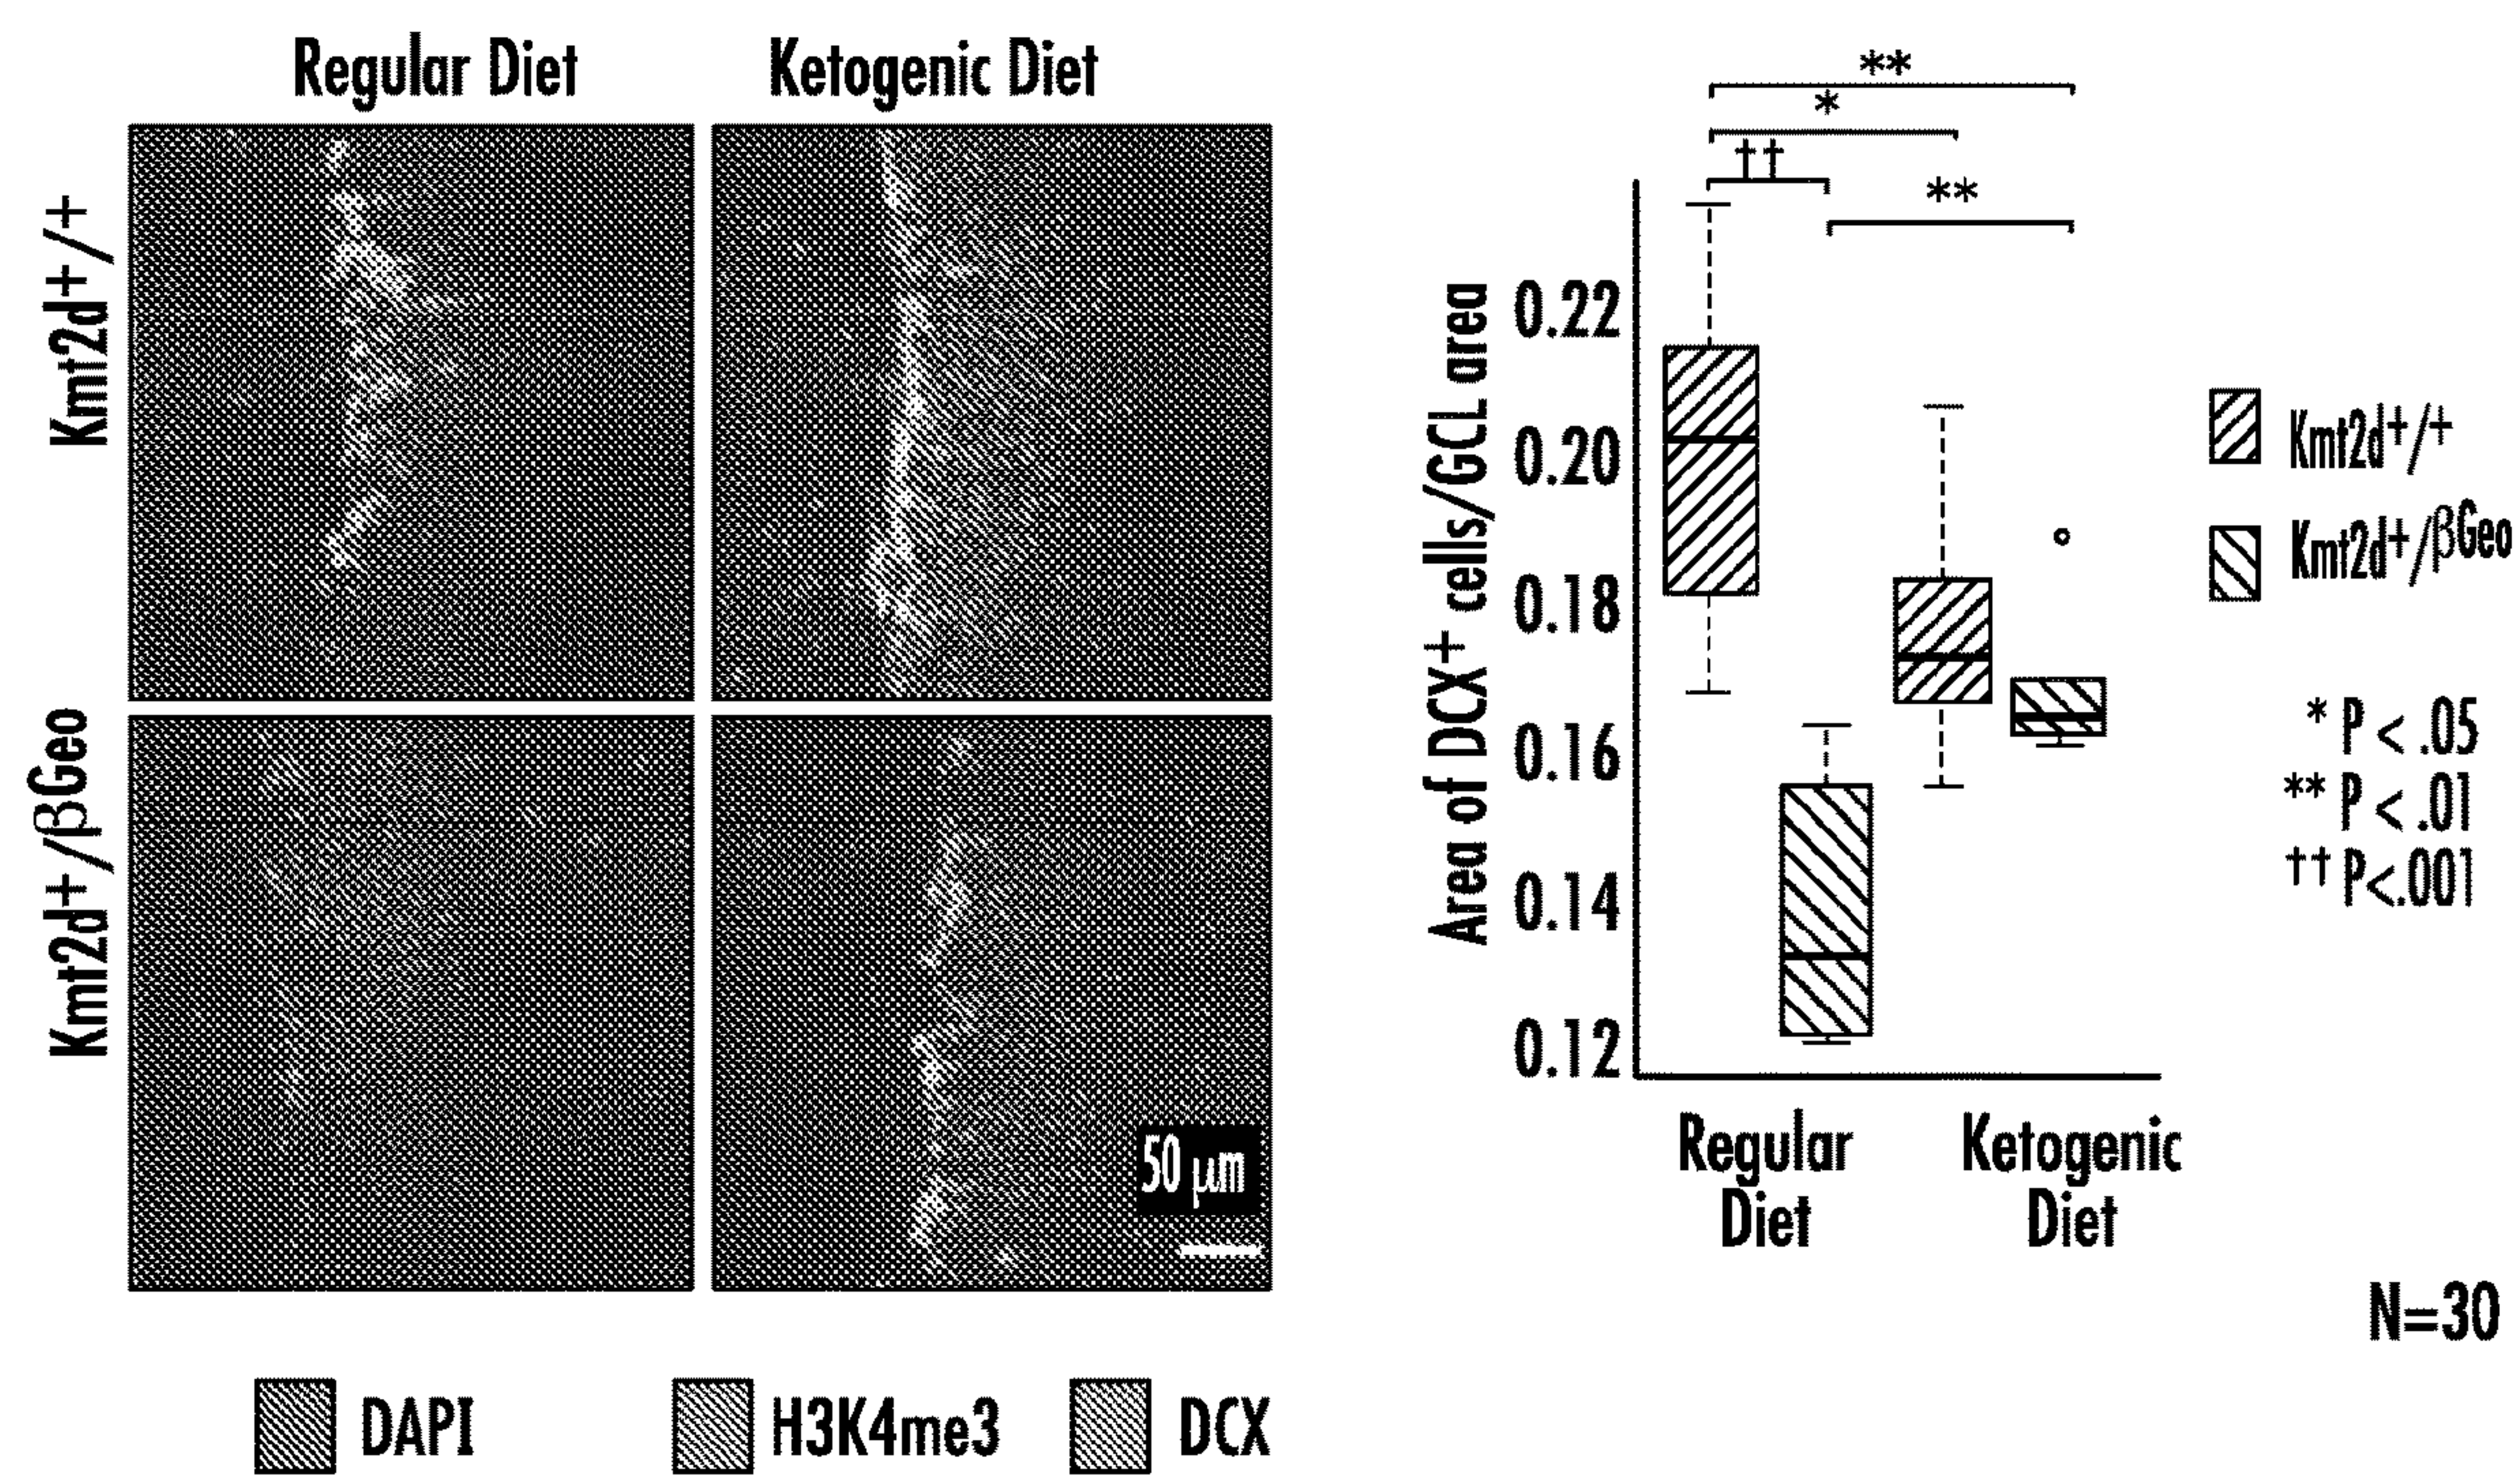 Regular Diet
Ketogenic Diet
Kmt2d+/+
Kmt2d+/βGeo
50 μm
DAPI
H3K4me3
DCX
**
*
††
**
Area of DCX+ cells/GCL area
0.22
0.20
0.18
0.16
0.14
0.12
Regular
Diet
Ketogenic
Diet
Kmt2d+/+
Kmt2d+/βGeo
* P < .05
** P < .01
†† P<.001
N=30